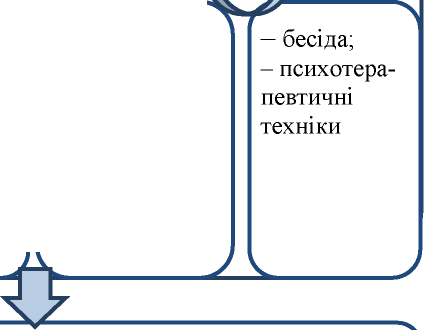 – бесіда;
– психотера-
певтичні
техніки